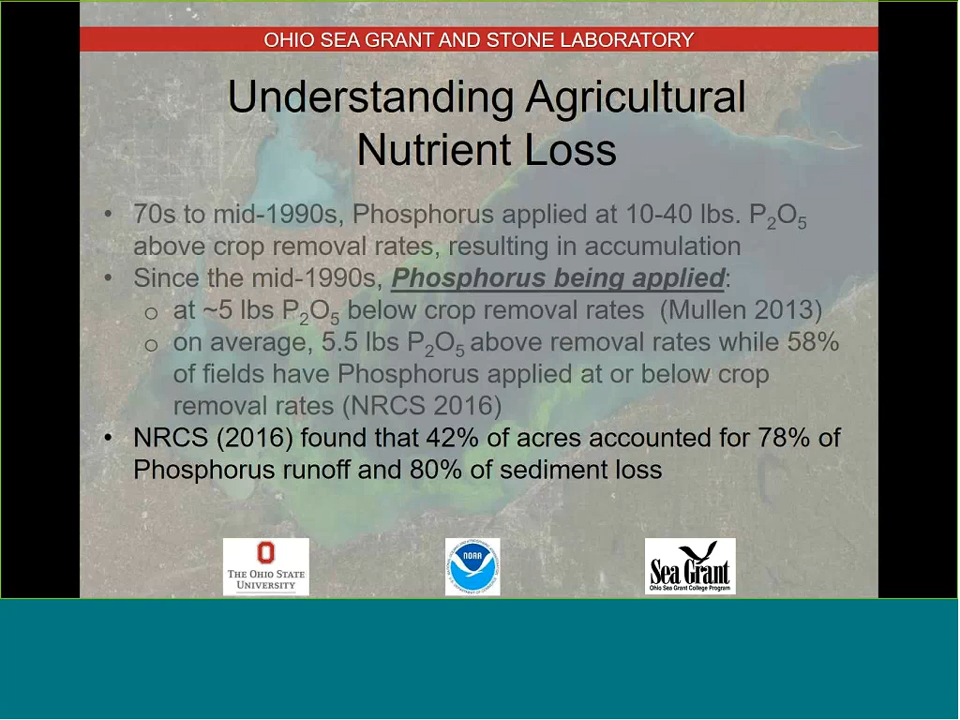 OHIO SEA GRANT AND STONE LABORATORY
Understanding Agricultural
Nutrient Loss
• 70s to mid-1990s, Phosphorus applied at 10-40 lbs. P₂O₅
above crop removal rates, resulting in accumulation
• Since the mid-1990s, Phosphorus being applied:
o at ~5 lbs P₂O₅ below crop removal rates (Mullen 2013)
o on average, 5.5 lbs P₂O₅ above removal rates while 58%
of fields have Phosphorus applied at or below crop
removal rates (NRCS 2016)
• NRCS (2016) found that 42% of acres accounted for 78% of
Phosphorus runoff and 80% of sediment loss
THE OHIO STATE
UNIVERSITY
NOAA
Sea Grant
Ohio Sea Grant College Program